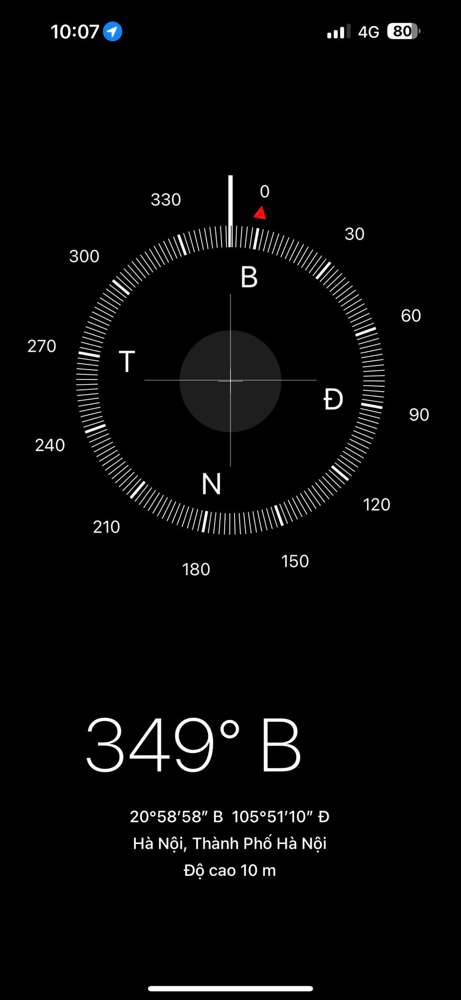 10:07 4G 80
0
330
30
300
B
60
270
T
Đ
90
240
N
120
210
150
180
349° B
20°58’58” B 105°51’10” Đ
Hà Nội, Thành Phố Hà Nội
Độ cao 10 m